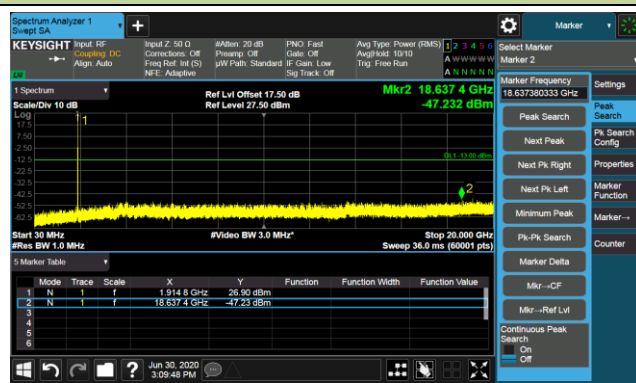 Spectrum Analyzer 1
Swept SA
+
Marker
KEYSIGHT
Input: RF
Coupling: DC
Align: Auto
Input Z: 50 Ω
Corrections: Off
Freq Ref: Int (S)
NFE: Adaptive
#Atten: 20 dB
Preamp: Off
µW Path: Standard
PNO: Fast
Gate: Off
IF Gain: Low
Sig Track: Off
Avg Type: Power (RMS)
Avg|Hold: 10/10
Trig: Free Run
1 2 3 4 5 6
A W W W W W
A N N N N N
LXI
Select Marker
Marker 2
1 Spectrum
Scale/Div 10 dB
Ref Lvl Offset 17.50 dB
Ref Level 27.50 dBm
Mkr2 18.637 4 GHz
-47.232 dBm
Log
17.5
7.50
-2.50
-12.5
-22.5
-32.5
-42.5
-52.5
-62.5
1
DL1 -13.00 dBm
2
Start 30 MHz
#Res BW 1.0 MHz
#Video BW 3.0 MHz*
Stop 20.000 GHz
Sweep 36.0 ms (60001 pts)
5 Marker Table
Mode Trace Scale X Y Function Function Width Function Value
1 N 1 f 1.914 8 GHz 26.90 dBm
2 N 1 f 18.637 4 GHz -47.23 dBm
3
4
5
6
Marker Frequency
18.637380333 GHz
Peak Search
Next Peak
Next Pk Right
Next Pk Left
Minimum Peak
Pk-Pk Search
Marker Delta
Mkr→CF
Mkr→Ref Lvl
Continuous Peak
Search
On
Off
Settings
Peak
Search
Pk Search
Config
Properties
Marker
Function
Marker→
Counter
?
Jun 30, 2020
3:09:48 PM